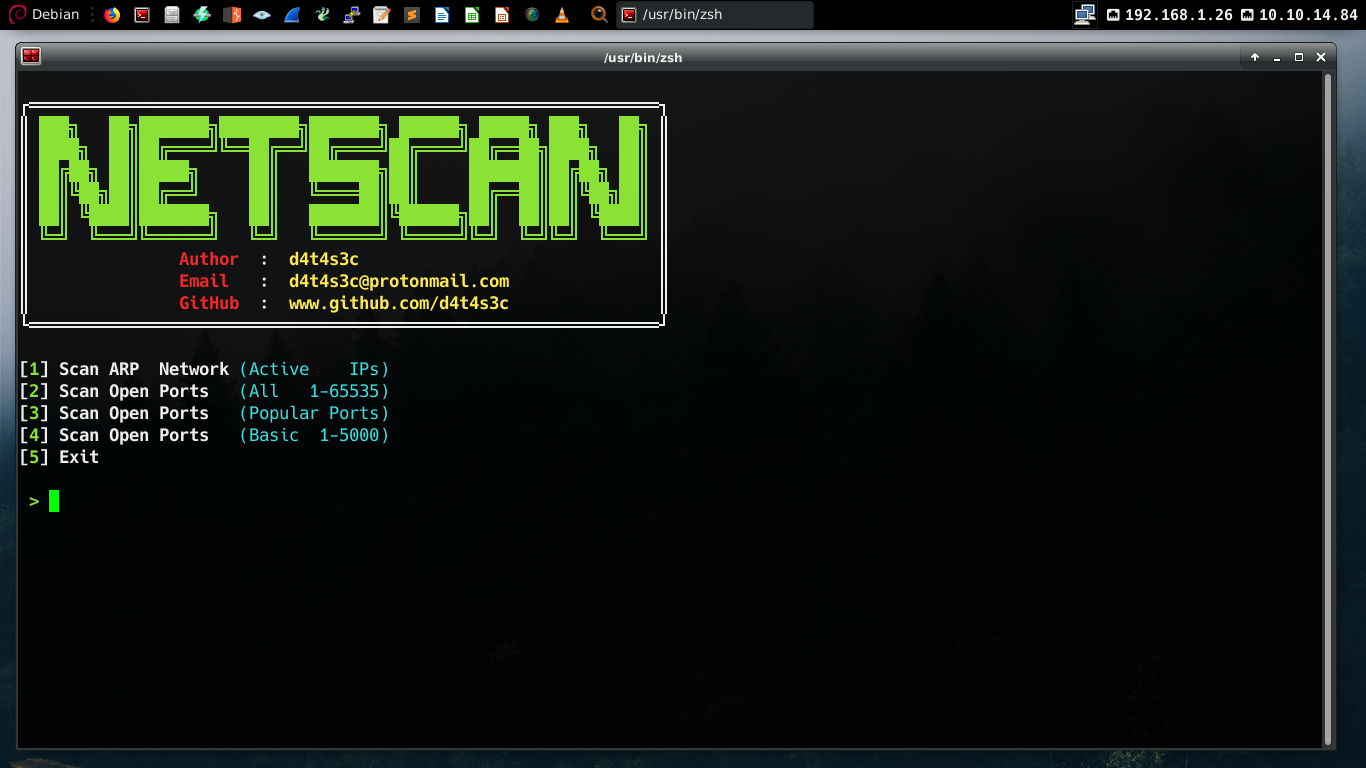 Debian /usr/bin/zsh 192.168.1.26 10.10.14.84
/usr/bin/zsh
NETSCAN
Author : d4t4s3c
Email : d4t4s3c@protonmail.com
GitHub : www.github.com/d4t4s3c
[1] Scan ARP  Network (Active    IPs)
[2] Scan Open Ports   (All   1-65535)
[3] Scan Open Ports   (Popular Ports)
[4] Scan Open Ports   (Basic  1-5000)
[5] Exit
>